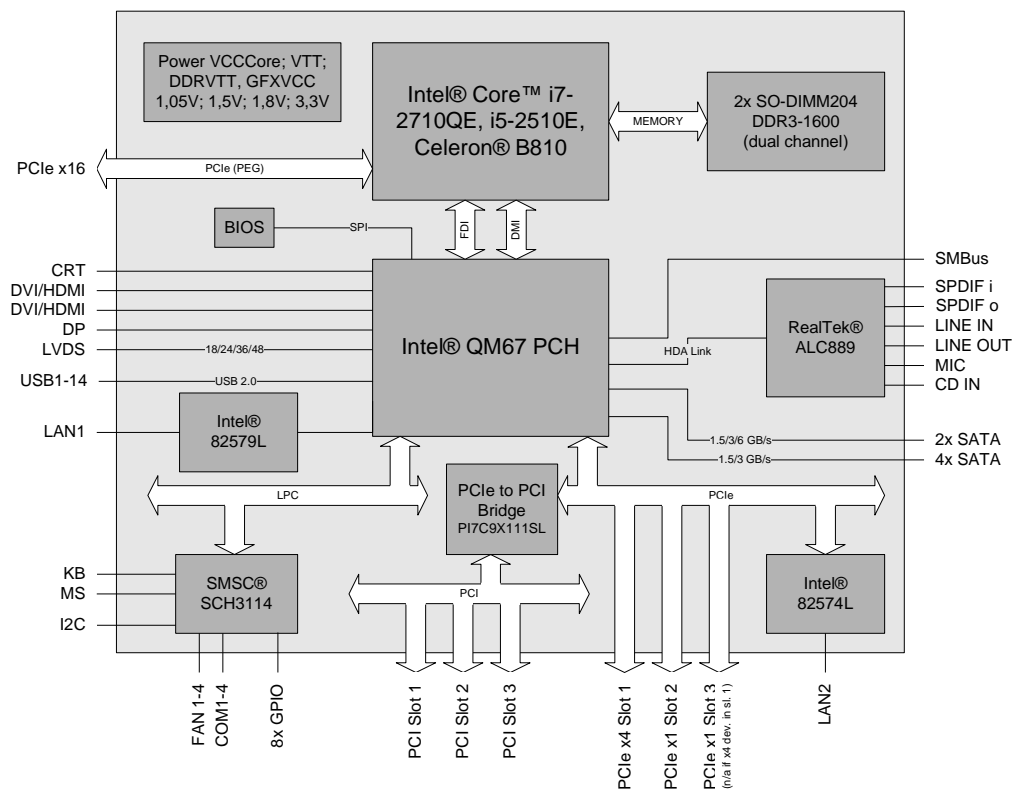 Power VCCCore; VTT;
DDRVTT, GFXVCC
1,05V; 1,5V; 1,8V; 3,3V
Intel® Core™ i7-
2710QE, i5-2510E,
Celeron® B810
MEMORY
2x SO-DIMM204
DDR3-1600
(dual channel)
PCIe x16
PCIe (PEG)
BIOS
SPI
FDI
DMI
CRT
DVI/HDMI
DVI/HDMI
DP
LVDS
18/24/36/48
USB1-14
USB 2.0
LAN1
Intel®
82579L
Intel® QM67 PCH
HDA Link
RealTek®
ALC889
SMBus
SPDIF i
SPDIF o
LINE IN
LINE OUT
MIC
CD IN
1.5/3/6 GB/s
2x SATA
1.5/3 GB/s
4x SATA
LPC
PCIe to PCI
Bridge
PI7C9X111SL
PCIe
KB
MS
I2C
SMSC®
SCH3114
PCI
Intel®
82574L
FAN 1-4
COM1-4
8x GPIO
PCI Slot 1
PCI Slot 2
PCI Slot 3
PCIe x4 Slot 1
PCIe x1 Slot 2
PCIe x1 Slot 3
(n/a if x4 dev. in sl. 1)
LAN2